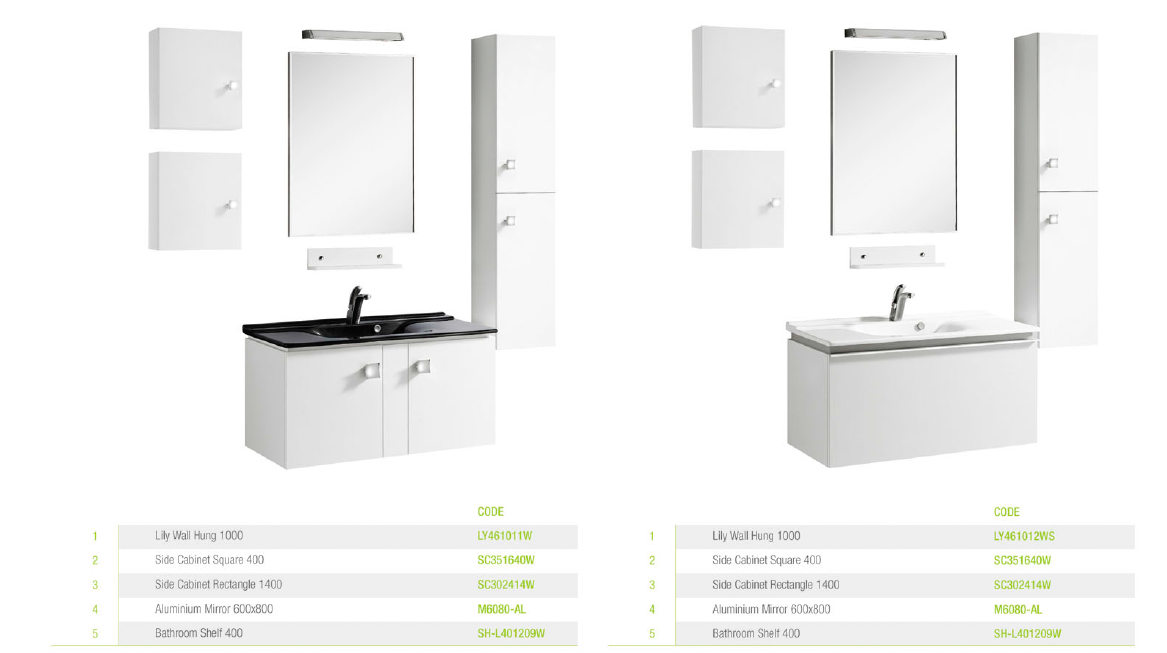 CODE
1 Lily Wall Hung 1000 LY461011W
2 Side Cabinet Square 400 SC351640W
3 Side Cabinet Rectangle 1400 SC302414W
4 Aluminium Mirror 600x800 M6080-AL
5 Bathroom Shelf 400 SH-L401209W
CODE
1 Lily Wall Hung 1000 LY461012WS
2 Side Cabinet Square 400 SC351640W
3 Side Cabinet Rectangle 1400 SC302414W
4 Aluminium Mirror 600x800 M6080-AL
5 Bathroom Shelf 400 SH-L401209W